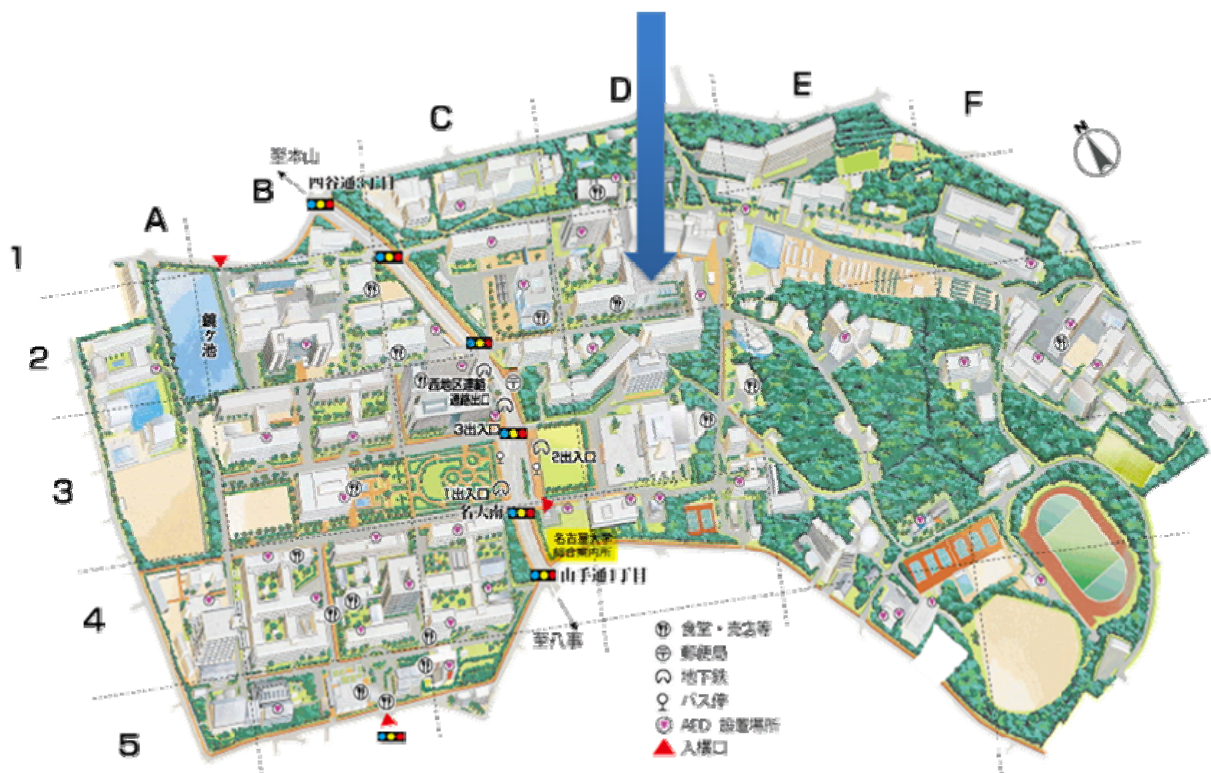 D
E
F
C
N
至本山
B
四谷通3丁目
A
1
鏡ヶ池
2
西地区連絡
通路出口
3出入口
2出入口
3
1出入口
名大南
名古屋大学
総合案内所
山手通1丁目
4
至八事
食堂・売店等
郵便局
地下鉄
バス停
AED 設置場所
入構口
5